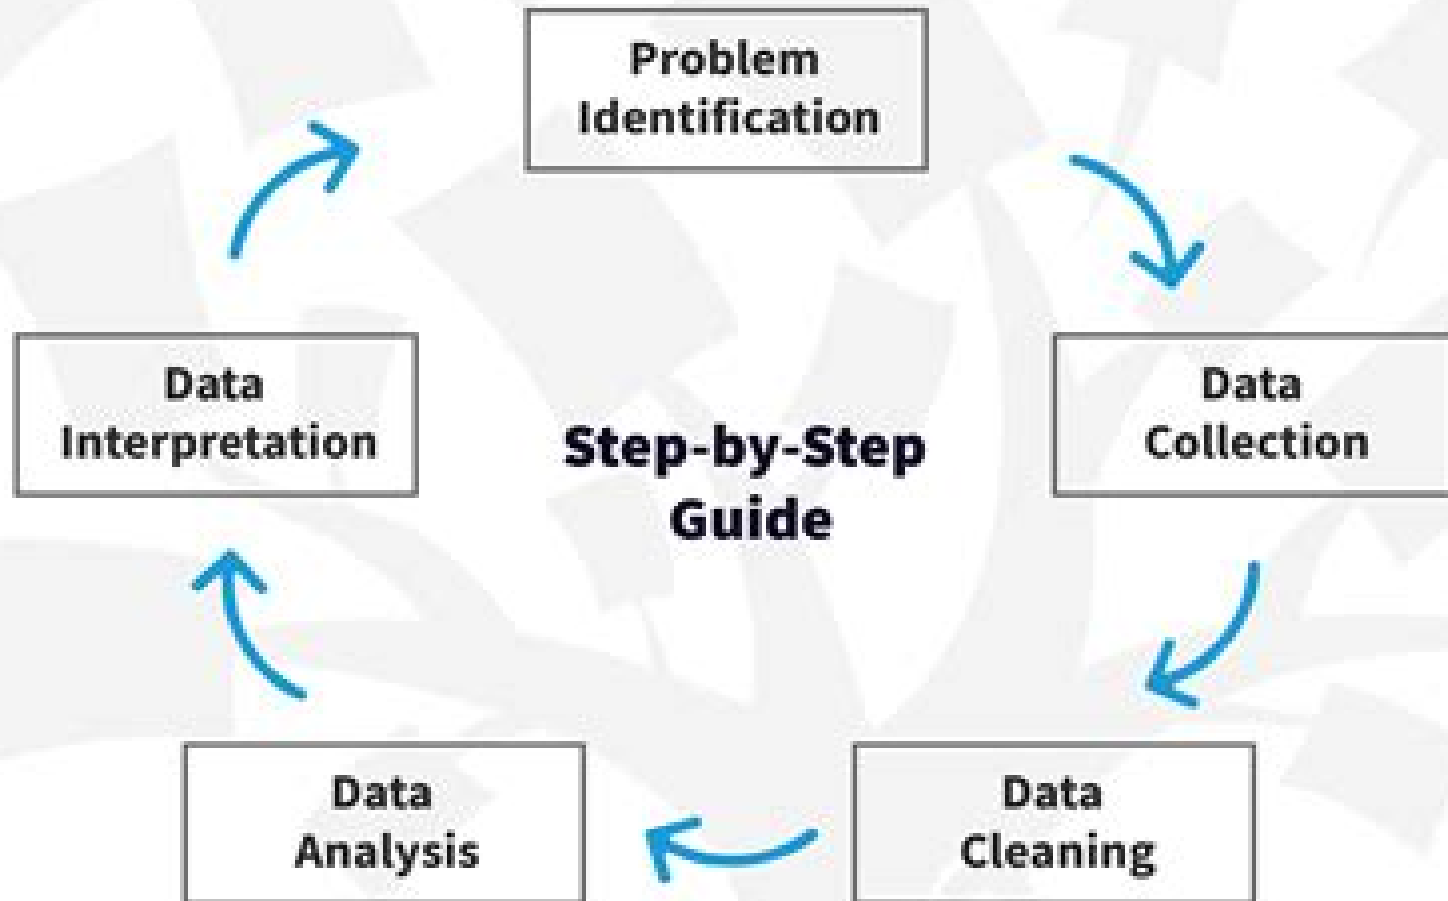 Problem
Identification
Data
Collection
Data
Cleaning
Data
Analysis
Data
Interpretation
Step-by-Step
Guide